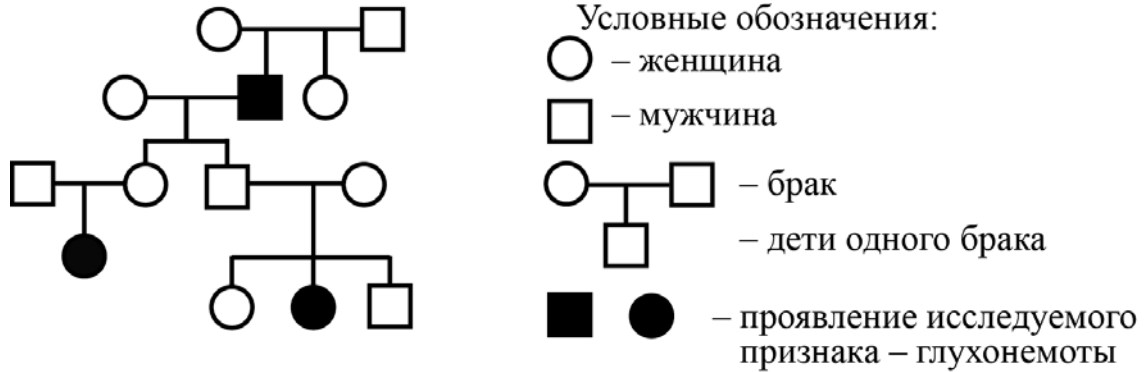 Условные обозначения:
– женщина
– мужчина
– брак
– дети одного брака
– проявление исследуемого
признака – глухонемоты